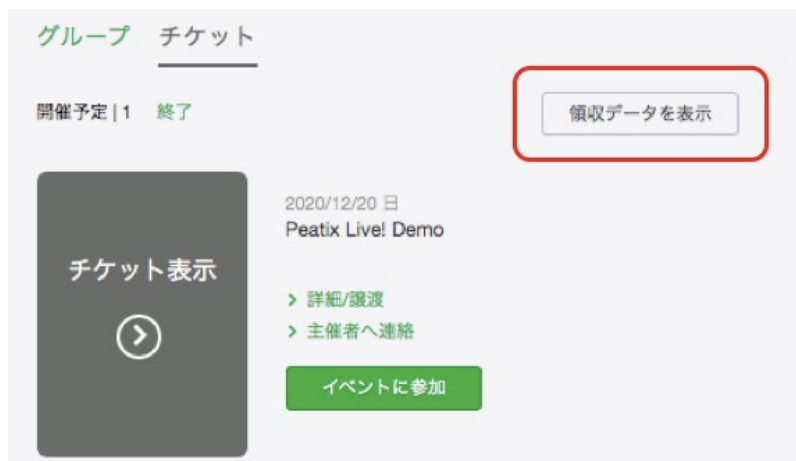 グループ チケット
開催予定|1 終了
領収データを表示
チケット表示
2020/12/20 日
Peatix Live! Demo
詳細/譲渡
主催者へ連絡
イベントに参加